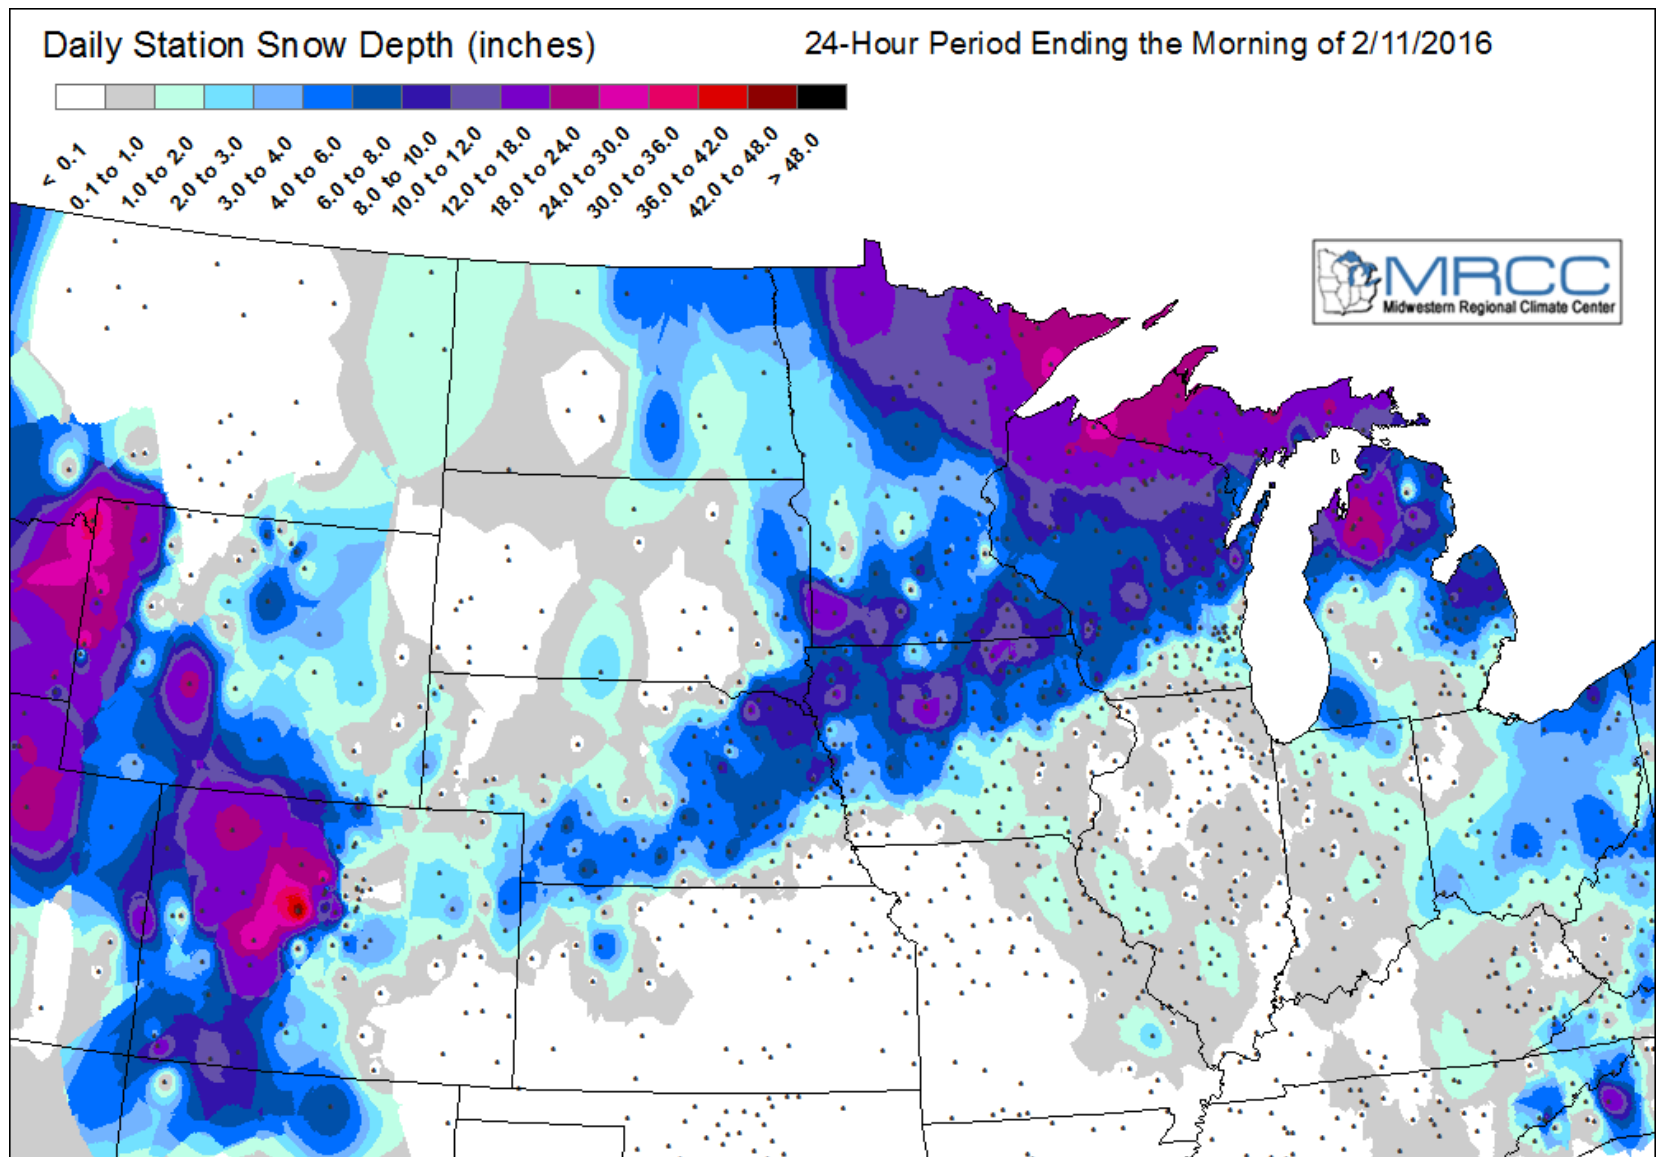 Daily Station Snow Depth (inches)
24-Hour Period Ending the Morning of 2/11/2016
< 0.1
0.1 to 1.0
1.0 to 2.0
2.0 to 3.0
3.0 to 4.0
4.0 to 6.0
6.0 to 8.0
8.0 to 10.0
10.0 to 12.0
12.0 to 18.0
18.0 to 24.0
24.0 to 30.0
30.0 to 36.0
36.0 to 42.0
42.0 to 48.0
> 48.0
MRCC
Midwestern Regional Climate Center